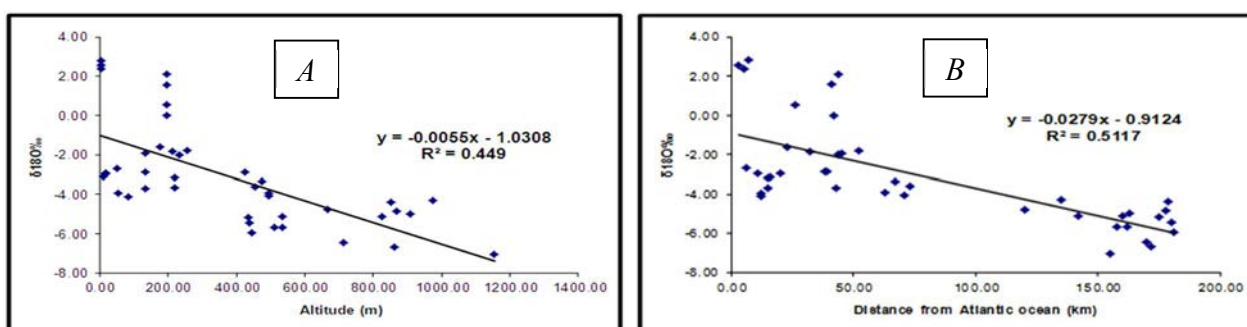 A
4.00
2.00
0.00
-2.00
-4.00
-6.00
-8.00
δ180‰
y = -0.0055x - 1.0308
R² = 0.449
0.00 200.00 400.00 600.00 800.00 1000.00 1200.00 1400.00
Altitude (m)
B
4.00
2.00
0.00
-2.00
-4.00
-6.00
-8.00
δ180‰
y = -0.0279x - 0.9124
R² = 0.5117
0.00 50.00 100.00 150.00 200.00
Distance from Atlantic ocean (km)